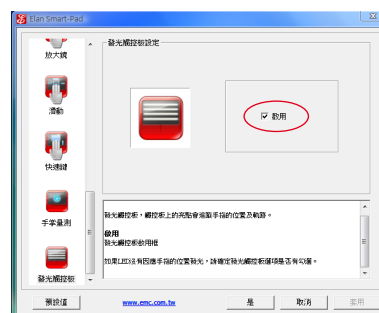 Elan Smart-Pad
放大鏡
滑動
快速鍵
手掌量測
發光觸控板
發光觸控板設定
啟用
發光觸控板，觸控板上的亮點會追蹤手指的位置及軌跡。
啟用
發光觸控板啟用框
如果LED沒有因應手指的位置發光，請確定發光觸控板選項是否有勾選。
預設值
www.emc.com.tw
是
取消
套用